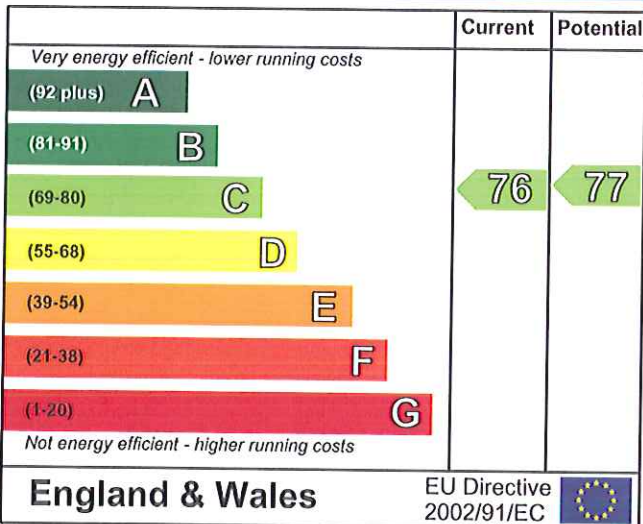 Current Potential
Very energy efficient - lower running costs
(92 plus) A
(81-91) B
(69-80) C 76 77
(55-68) D
(39-54) E
(21-38) F
(1-20) G
Not energy efficient - higher running costs
England & Wales
EU Directive
2002/91/EC